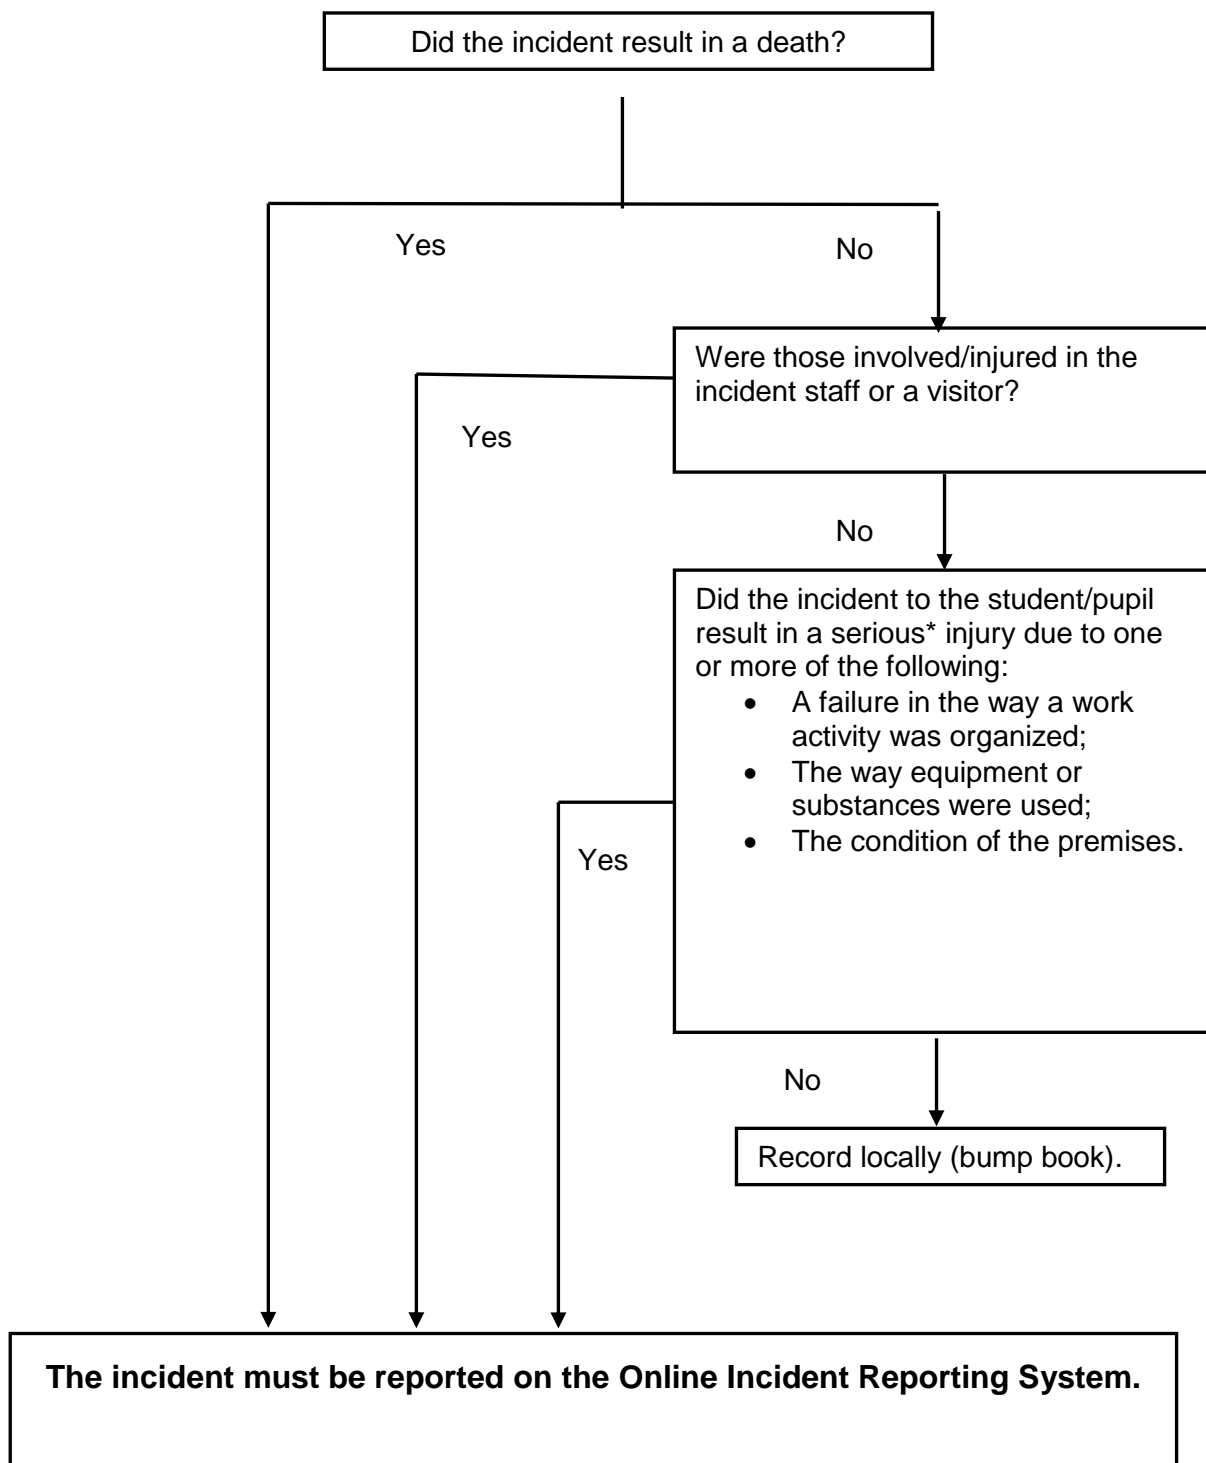 Did the incident result in a death?
Yes
No
Were those involved/injured in the
incident staff or a visitor?
Yes
No
Did the incident to the student/pupil
result in a serious* injury due to one
or more of the following:
• A failure in the way a work
activity was organized;
• The way equipment or
substances were used;
• The condition of the premises.
Yes
No
Record locally (bump book).
The incident must be reported on the Online Incident Reporting System.